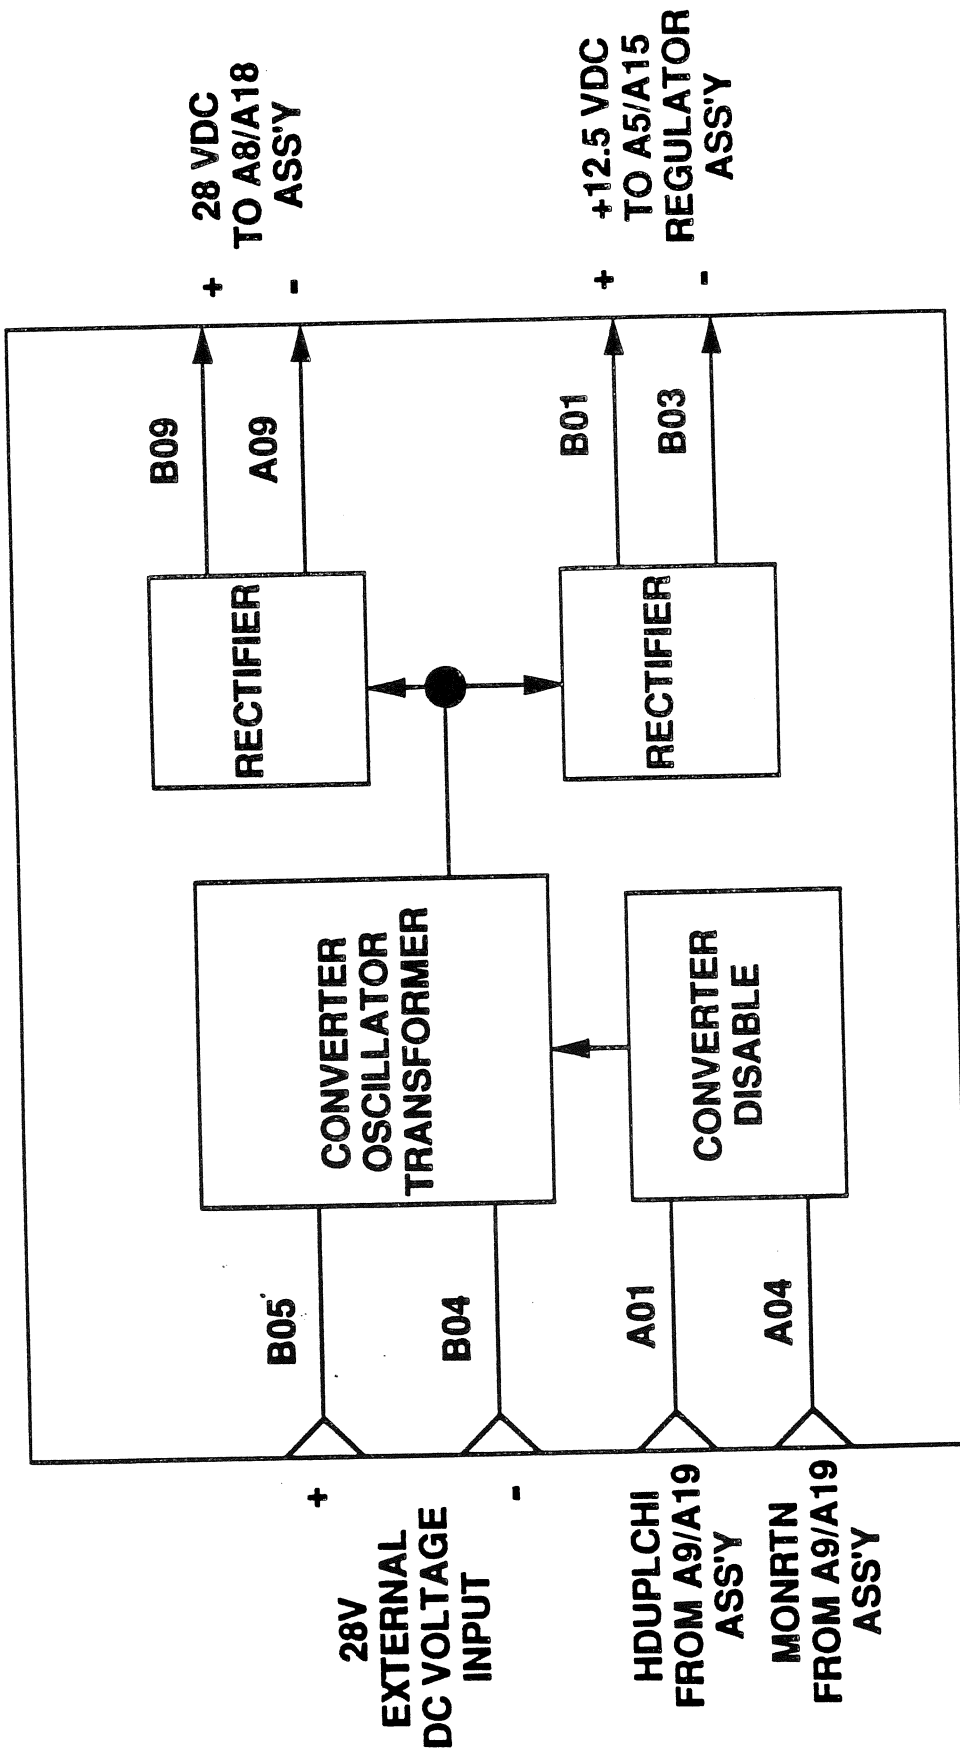 28V
EXTERNAL
DC VOLTAGE
INPUT
+
-
HDUPLCHI
FROM A9/A19
ASS'Y
MONRTN
FROM A9/A19
ASS'Y
B05
B04
A01
A04
CONVERTER
OSCILLATOR
TRANSFORMER
CONVERTER
DISABLE
RECTIFIER
RECTIFIER
B09
A09
B01
B03
+
-
28 VDC
TO A8/A18
ASS'Y
+
-
+12.5 VDC
TO A5/A15
REGULATOR
ASS'Y